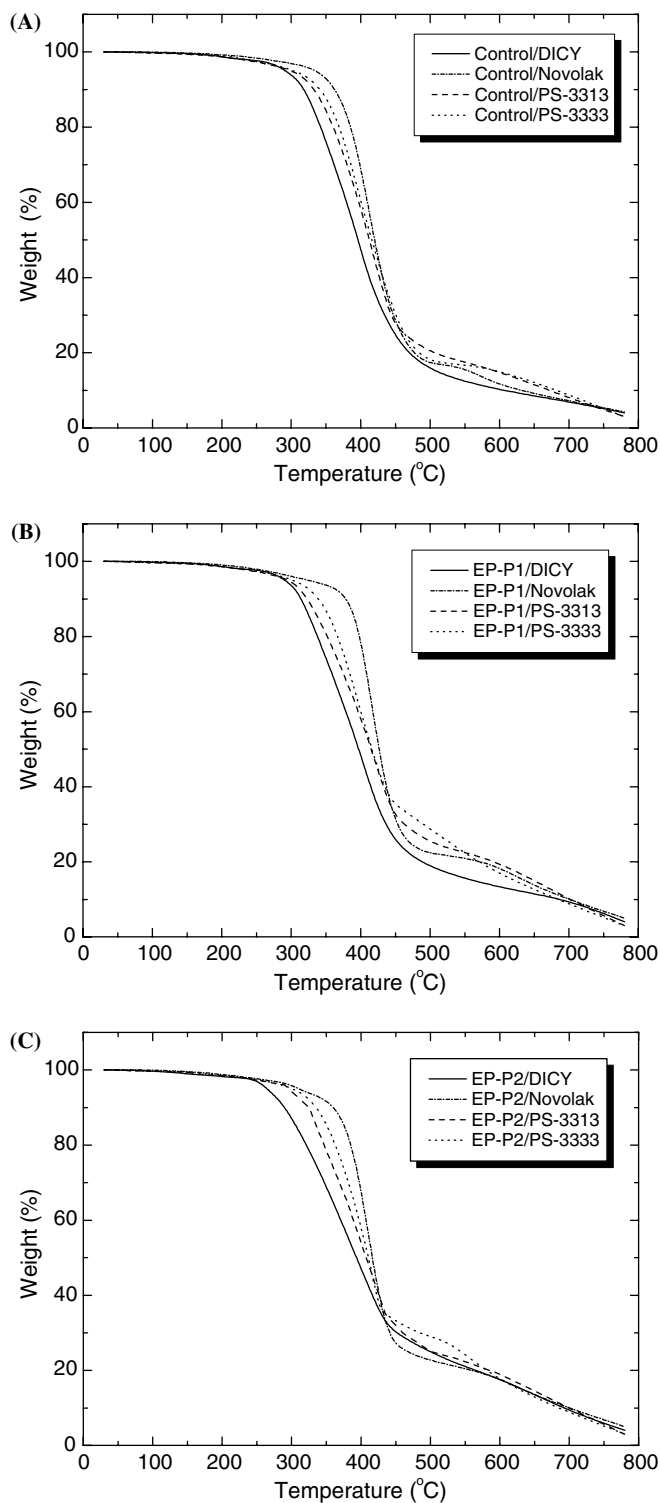 (A)
100
80
60
40
20
0
Weight (%)
Control/DICY
Control/Novolak
Control/PS-3313
Control/PS-3333
0 100 200 300 400 500 600 700 800
Temperature (°C)
(B)
100
80
60
40
20
0
Weight (%)
EP-P1/DICY
EP-P1/Novolak
EP-P1/PS-3313
EP-P1/PS-3333
0 100 200 300 400 500 600 700 800
Temperature (°C)
(C)
100
80
60
40
20
0
Weight (%)
EP-P2/DICY
EP-P2/Novolak
EP-P2/PS-3313
EP-P2/PS-3333
0 100 200 300 400 500 600 700 800
Temperature (°C)